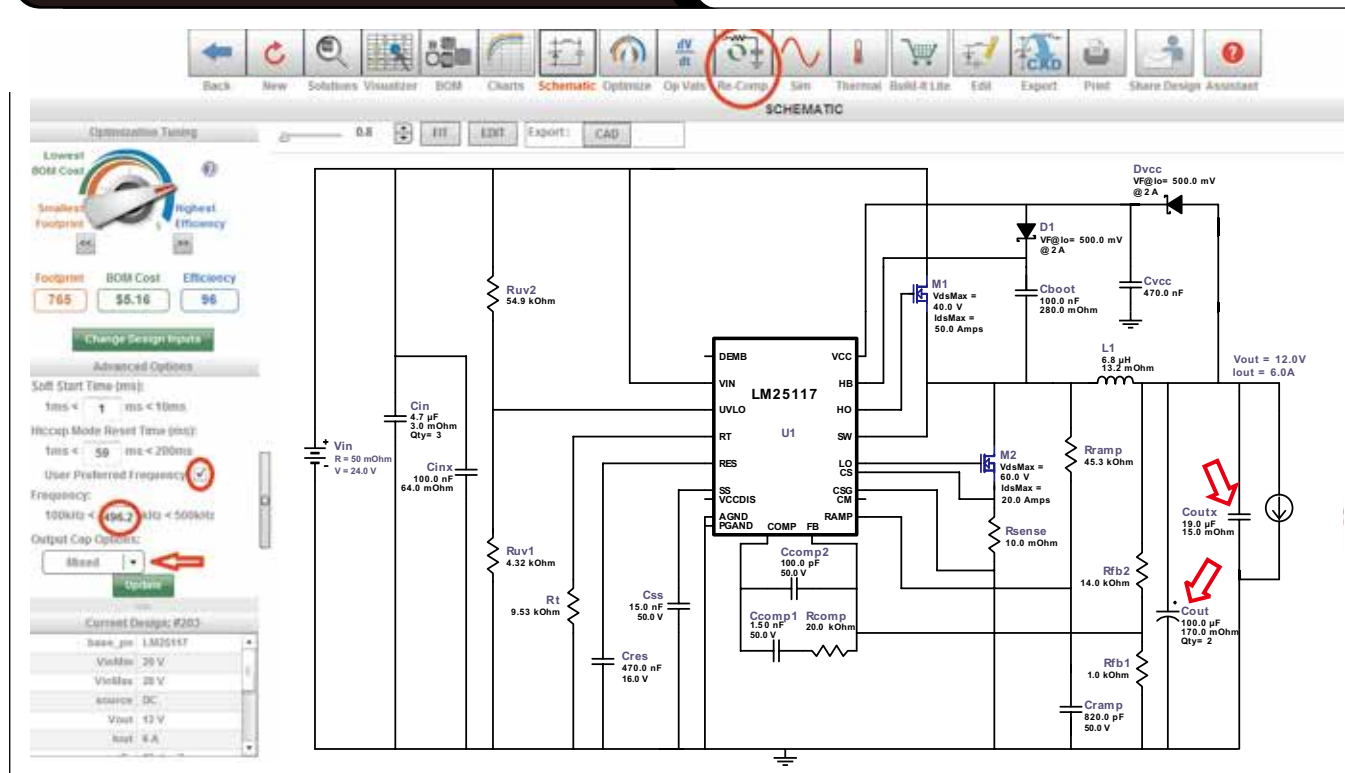 Back New Solutions Visualizer BOM Charts Schematic Optimize Op Vals Re-Comp Sim Thermal Build-It Lite Edit Export Print Share Design Assistant
dV
dt
CAD
?
SCHEMATIC
Optimization Tuning
0.8 FIT EDIT Export: CAD
Lowest
BOM Cost
Smallest
Footprint
Highest
Efficiency
<< >>
Footprint BOM Cost Efficiency
765 $5.16 96
Change Design Inputs
Advanced Options
Soft Start Time (ms):
1ms < 1 ms < 10ms
Hiccup Mode Reset Time (ms):
1ms < 59 ms < 200ms
User Preferred Frequency
Frequency:
100kHz < 496.2 kHz < 500kHz
Output Cap Options:
Mixed
Update
Current Design: #203
base_pn LM25117
VinMin 20 V
VinMax 28 V
source DC
Vout 12 V
Iout 6 A
Vin
R = 50 mOhm
V = 24.0 V
Cin
4.7 µF
3.0 mOhm
Qty= 3
Cinx
100.0 nF
64.0 mOhm
Ruv2
54.9 kOhm
Ruv1
4.32 kOhm
Rt
9.53 kOhm
Cres
470.0 nF
16.0 V
Css
15.0 nF
50.0 V
DEMB
VIN
UVLO
RT
RES
SS
VCCDIS
AGND
PGAND
COMP FB
LM25117
U1
VCC
HB
HO
SW
LO
CS
CSG
CM
RAMP
Ccomp2
100.0 pF
50.0 V
Ccomp1
1.50 nF
50.0 V
Rcomp
20.0 kOhm
M1
VdsMax =
40.0 V
IdsMax =
50.0 Amps
M2
VdsMax =
60.0 V
IdsMax =
20.0 Amps
Rsense
10.0 mOhm
D1
VF@Io= 500.0 mV
@ 2 A
Cboot
100.0 nF
280.0 mOhm
Dvcc
VF@Io= 500.0 mV
@ 2 A
Cvcc
470.0 nF
L1
6.8 µH
13.2 mOhm
Vout = 12.0V
Iout = 6.0A
Rramp
45.3 kOhm
Cramp
820.0 pF
50.0 V
Rfb2
14.0 kOhm
Rfb1
1.0 kOhm
Coutx
19.0 µF
15.0 mOhm
Cout
100.0 µF
170.0 mOhm
Qty= 2